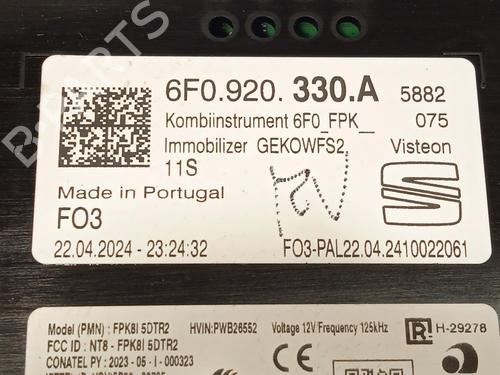 6F0.920. 330.A 5882
Kombiinstrument 6F0_FPK__ 075
Immobilizer GEKOWFS2, Visteon
11S
Made in Portugal
FO3
22.04.2024 - 23:24:32 FO3-PAL22.04.2410022061
Model (PMN) : FPK8I 5DTR2 HVIN:PWB26552 Voltage 12V/Frequency 125kHz R H-29278
FCC ID : NT8 - FPK8I 5DTR2
CONATEL PY : 2023 - 05 - I - 000323
B-PARTS